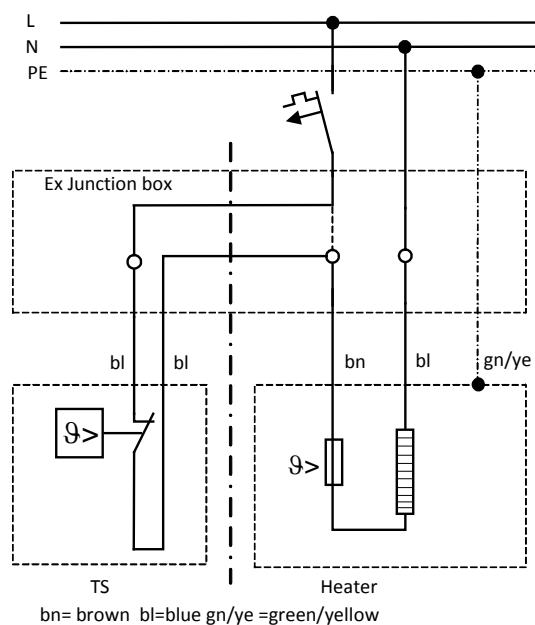 L
N
PE
Ex Junction box
bl bl bn bl gn/ye
ϑ> ϑ>
TS Heater
bn= brown bl=blue gn/ye =green/yellow